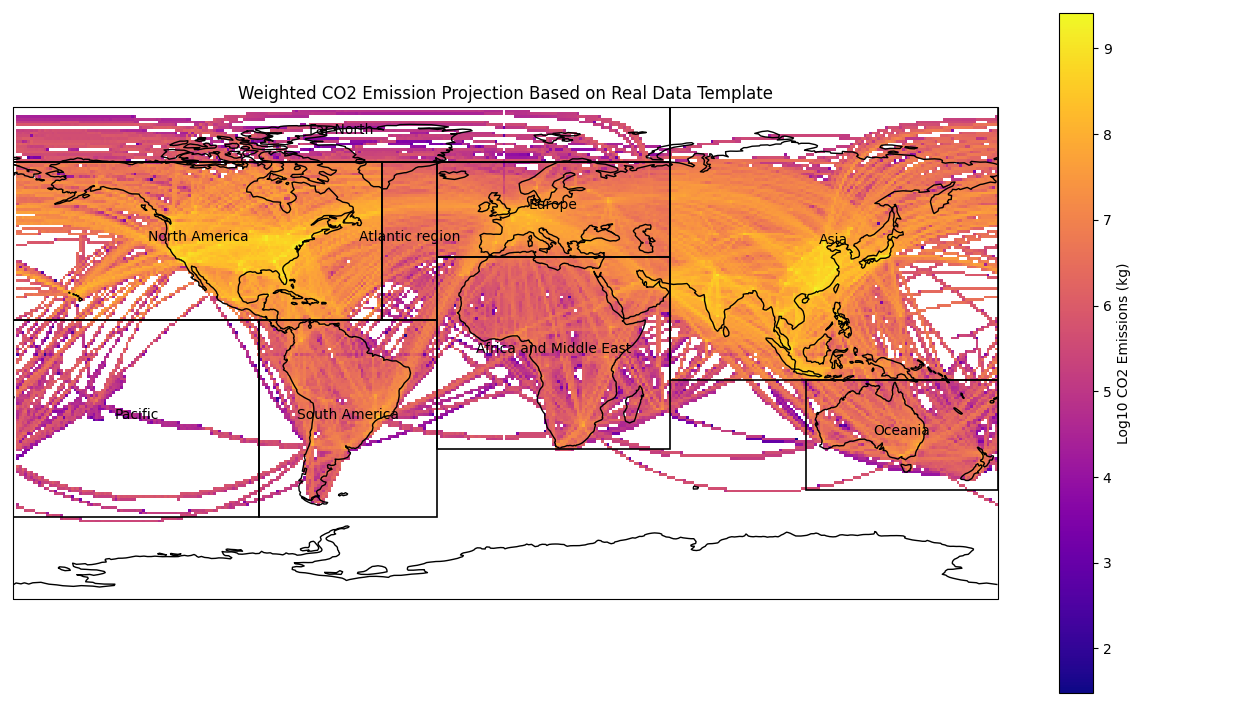 Weighted CO2 Emission Projection Based on Real Data Template
Far North
Europe
North America
Atlantic region
Asia
Africa and Middle East
Pacific
South America
Oceania
9
8
7
6
5
4
3
2
Log10 CO2 Emissions (kg)